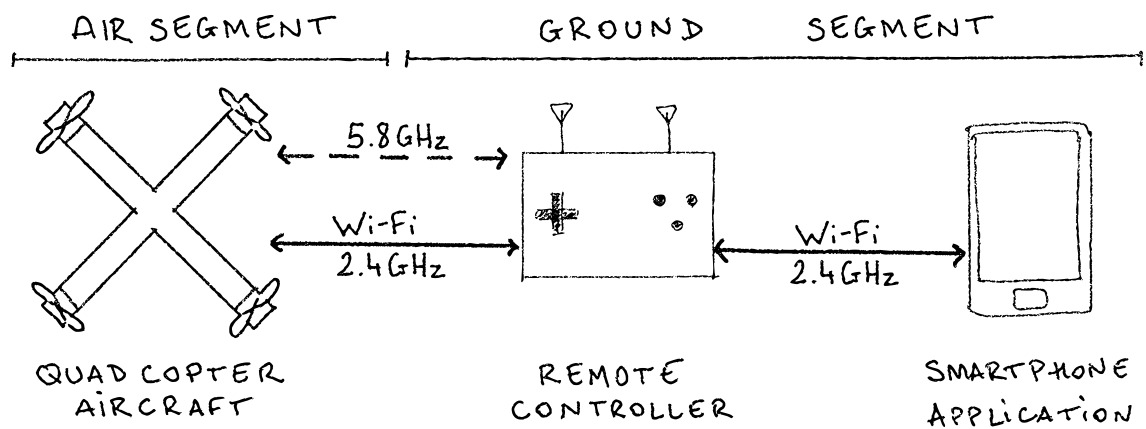 AIR SEGMENT
GROUND SEGMENT
5.8GHz
Wi-Fi
2.4GHz
Wi-Fi
2.4GHz
QUAD COPTER
AIRCRAFT
REMOTE
CONTROLLER
SMARTPHONE
APPLICATION